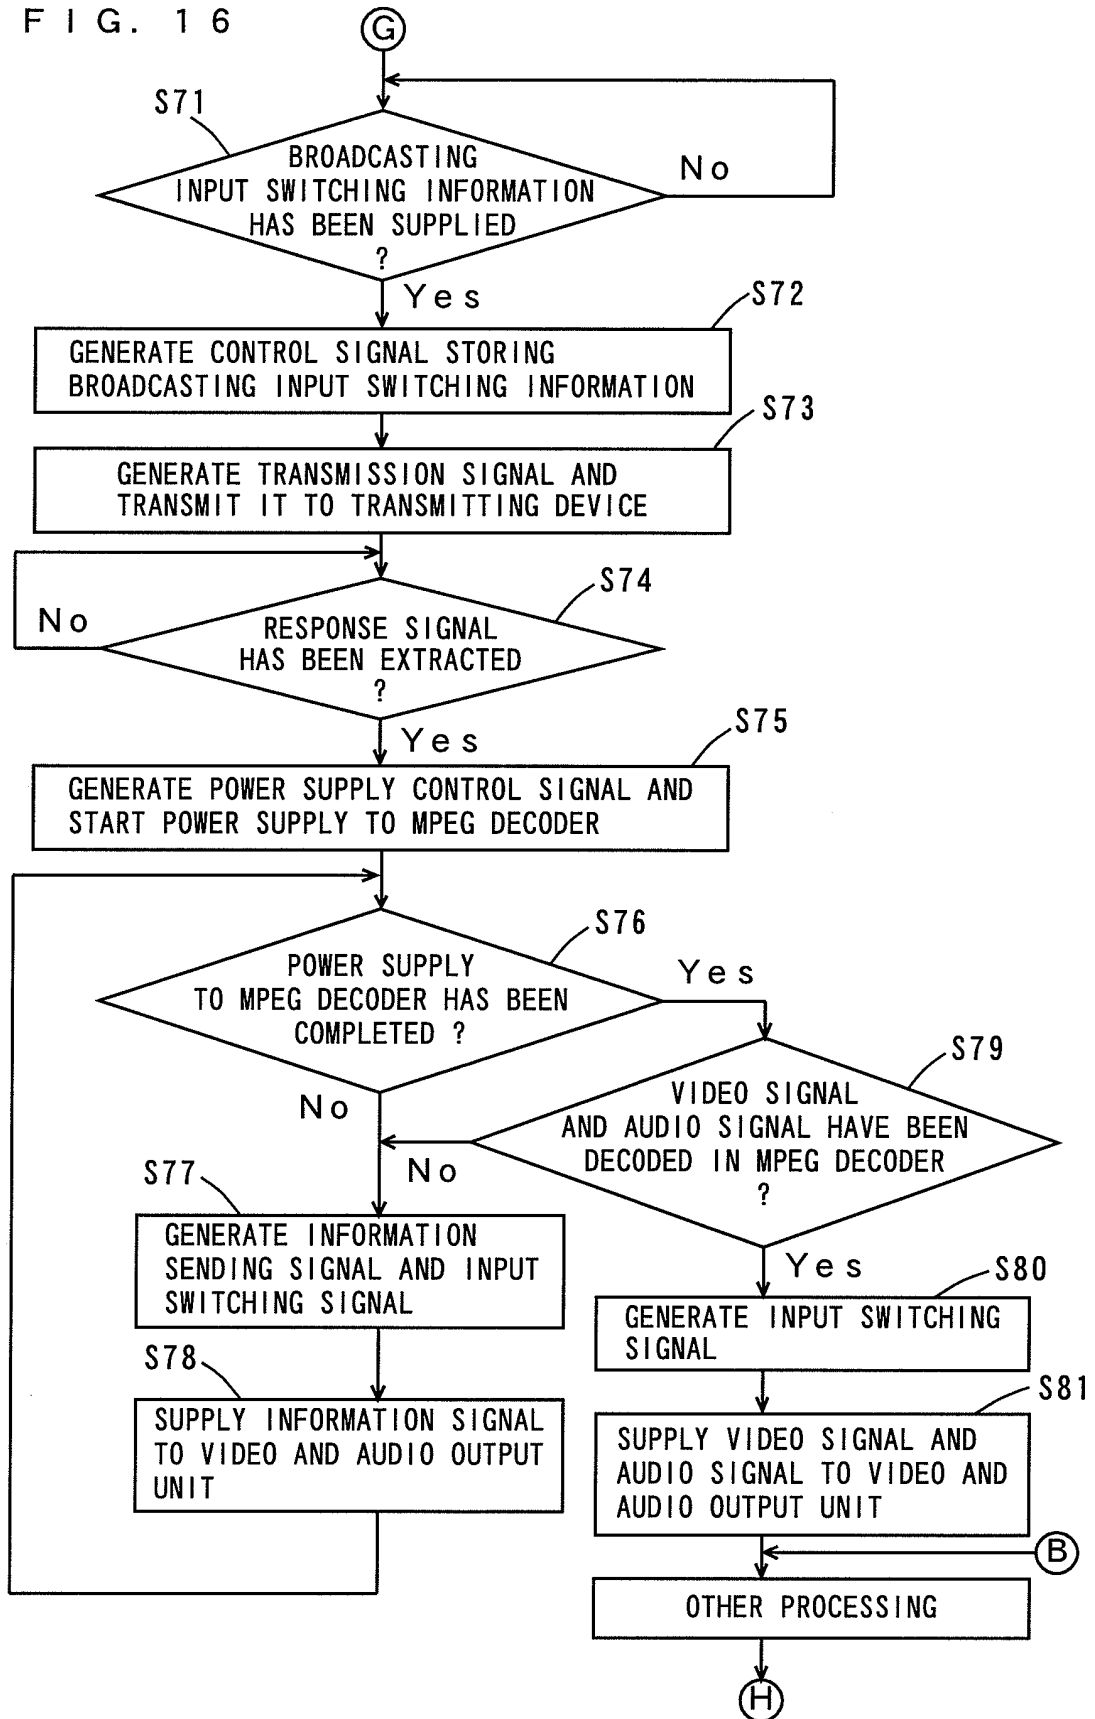 FIG. 16
G
S71
BROADCASTING
INPUT SWITCHING INFORMATION
HAS BEEN SUPPLIED
?
No
Yes
S72
GENERATE CONTROL SIGNAL STORING
BROADCASTING INPUT SWITCHING INFORMATION
S73
GENERATE TRANSMISSION SIGNAL AND
TRANSMIT IT TO TRANSMITTING DEVICE
S74
No
RESPONSE SIGNAL
HAS BEEN EXTRACTED
?
Yes
S75
GENERATE POWER SUPPLY CONTROL SIGNAL AND
START POWER SUPPLY TO MPEG DECODER
S76
POWER SUPPLY
TO MPEG DECODER HAS BEEN
COMPLETED ?
Yes
No
S79
VIDEO SIGNAL
AND AUDIO SIGNAL HAVE BEEN
DECODED IN MPEG DECODER
?
No
Yes
S77
GENERATE INFORMATION
SENDING SIGNAL AND INPUT
SWITCHING SIGNAL
S78
SUPPLY INFORMATION SIGNAL
TO VIDEO AND AUDIO OUTPUT
UNIT
S80
GENERATE INPUT SWITCHING
SIGNAL
S81
SUPPLY VIDEO SIGNAL AND
AUDIO SIGNAL TO VIDEO AND
AUDIO OUTPUT UNIT
B
OTHER PROCESSING
H